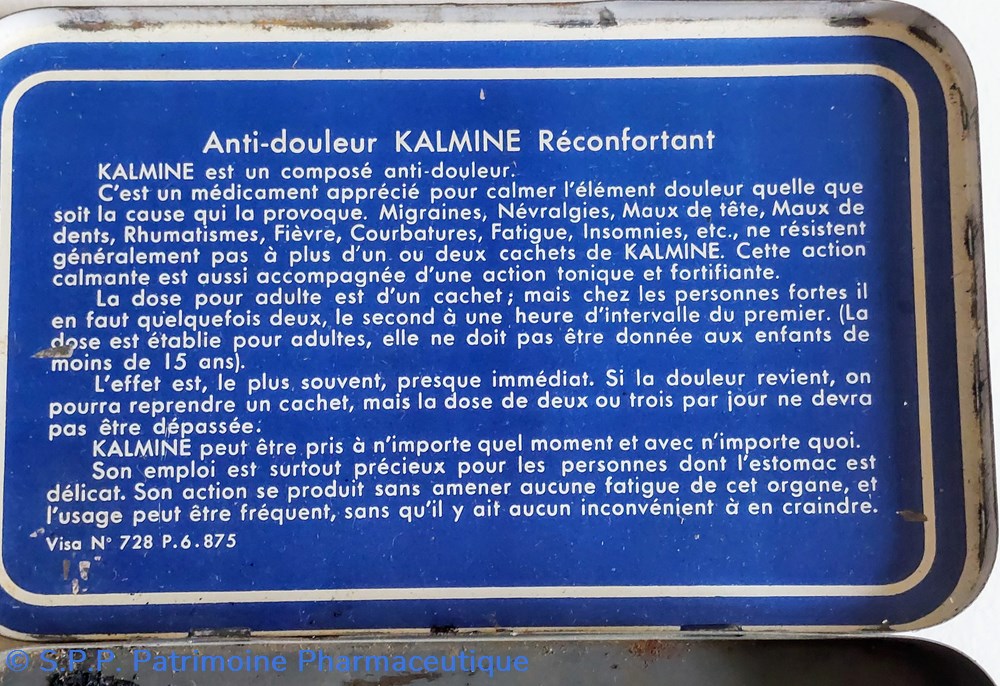 Anti-douleur KALMINE Réconfortant
KALMINE est un composé anti-douleur.
C'est un médicament apprécié pour calmer l'élément douleur quelle que
soit la cause qui la provoque. Migraines, Névralgies, Maux de tête, Maux de
dents, Rhumatismes, Fièvre, Courbatures, Fatigue, Insomnies, etc., ne résistent
généralement pas à plus d'un ou deux cachets de KALMINE. Cette action
calmante est aussi accompagnée d'une action tonique et fortifiante.
La dose pour adulte est d'un cachet ; mais chez les personnes fortes il
en faut quelquefois deux, le second à une heure d'intervalle du premier. (La
dose est établie pour adultes, elle ne doit pas être donnée aux enfants de
moins de 15 ans).
L'effet est, le plus souvent, presque immédiat. Si la douleur revient, on
pourra reprendre un cachet, mais la dose de deux ou trois par jour ne devra
pas être dépassée.
KALMINE peut être pris à n'importe quel moment et avec n'importe quoi.
Son emploi est surtout précieux pour les personnes dont l'estomac est
délicat. Son action se produit sans amener aucune fatigue de cet organe, et
l'usage peut être fréquent, sans qu'il y ait aucun inconvénient à en craindre.
Visa N° 728 P.6.875
© S.P.P. Patrimoine Pharmaceutique